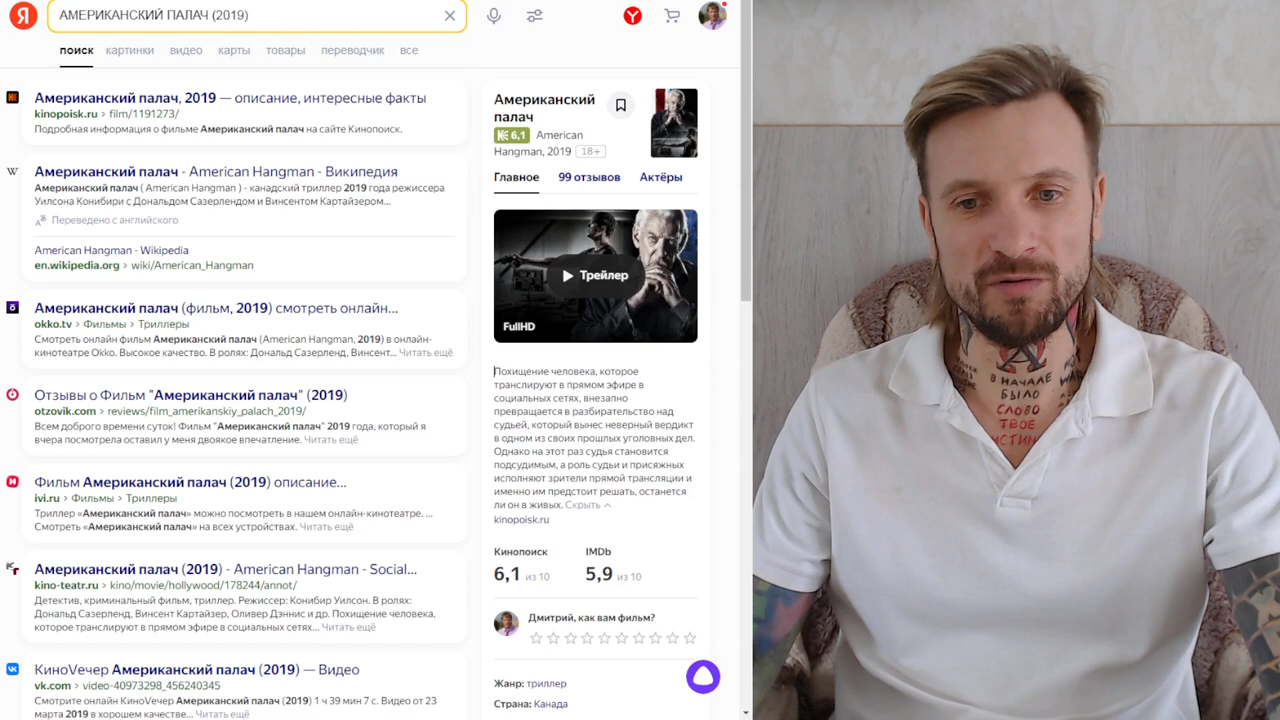 Я
АМЕРИКАНСКИЙ ПАЛАЧ (2019)
поиск картинки видео карты товары переводчик все
Американский палач, 2019 — описание, интересные факты
kinopoisk.ru › film/1191273/
Подробная информация о фильме Американский палач на сайте Кинопоиск.
W
Американский палач - American Hangman - Википедия
Американский палач ( American Hangman ) - канадский триллер 2019 года режиссера
Уилсона Конибири с Дональдом Сазерлендом и Винсентом Картайзером...
Переведено с английского
American Hangman - Wikipedia
en.wikipedia.org › wiki/American_Hangman
Американский палач (фильм, 2019) смотреть онлайн...
okko.tv › Фильмы › Триллеры
Смотреть онлайн фильм Американский палач (American Hangman, 2019) в онлайн-
кинотеатре Okko. Высокое качество. В ролях: Дональд Сазерленд, Винсент... Читать ещё
Отзывы о Фильм "Американский палач" (2019)
otzovik.com › reviews/film_amerikanskiy_palach_2019/
Всем доброго времени суток! Фильм "Американский палач" 2019 года, который я
вчера посмотрела оставил у меня двоякое впечатление. Читать ещё
Фильм Американский палач (2019) описание...
ivi.ru › Фильмы › Триллеры
Триллер «Американский палач» можно посмотреть в нашем онлайн-кинотеатре. ...
Смотреть «Американский палач» на всех устройствах. Читать ещё
Американский палач (2019) - American Hangman - Social...
kino-teatr.ru › kino/movie/hollywood/178244/annot/
Детектив, криминальный фильм, триллер. Режиссер: Конибир Уилсон. В ролях:
Дональд Сазерленд, Винсент Картайзер, Оливер Дэннис и др. Похищение человека,
которое транслируют в прямом эфире в социальных сетях... Читать ещё
КиноVечер Американский палач (2019) — Видео
vk.com › video-40973298_456240345
Смотрите онлайн КиноVечер Американский палач (2019) 1 ч 39 мин 7 с. Видео от 23
марта 2019 в хорошем качестве... Читать ещё
Американский
палач
6,1 American
Hangman, 2019 18+
Главное 99 отзывов Актёры
Трейлер
FullHD
Похищение человека, которое
транслируют в прямом эфире в
социальных сетях, внезапно
превращается в разбирательство над
судьей, который вынес неверный вердикт
в одном из своих прошлых уголовных дел.
Однако на этот раз судья становится
подсудимым, а роль судьи и присяжных
исполняют зрители прямой трансляции и
именно им предстоит решать, останется
ли он в живых. Скрыть
kinopoisk.ru
Кинопоиск IMDb
6,1 из 10 5,9 из 10
Дмитрий, как вам фильм?
Жанр: триллер
Страна: Канада
В НАЧАЛЕ
БЫЛО
СЛОВО
ТВОЕ